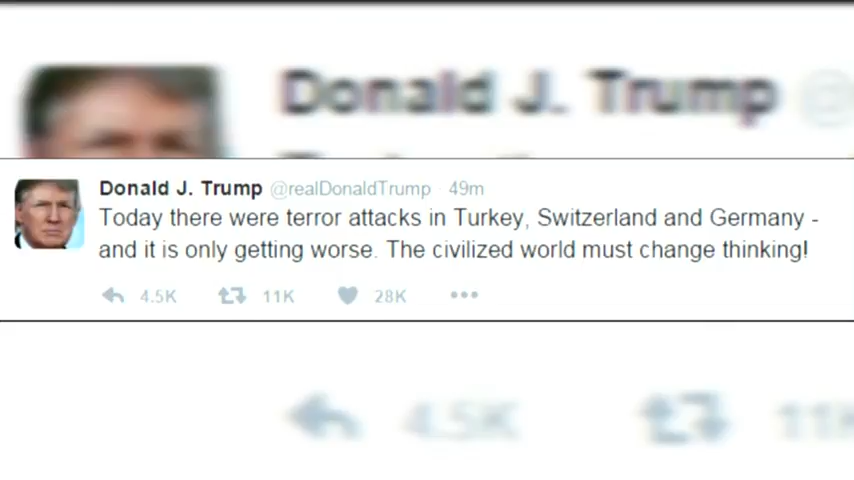 Donald J. Trump @
Donald J. Trump @realDonaldTrump 49m
Today there were terror attacks in Turkey, Switzerland and Germany -
and it is only getting worse. The civilized world must change thinking!
4.5K 11K 28K
4.5K 11K